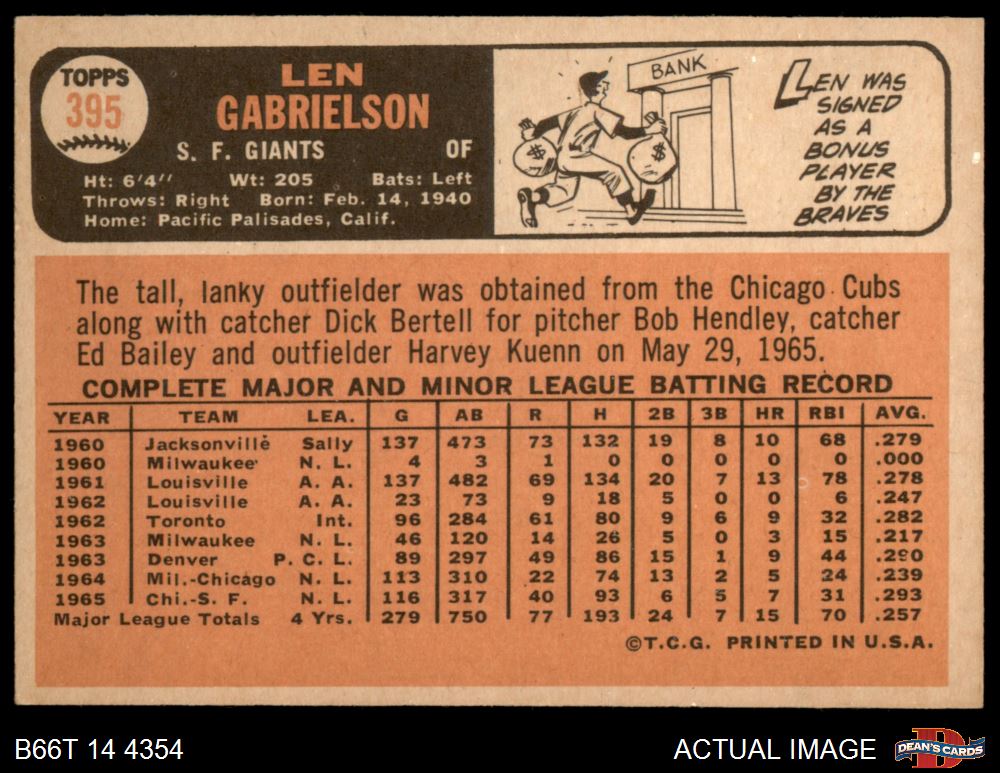 TOPPS
395
LEN
GABRIELSON
S. F. GIANTS OF
Ht: 6'4" Wt: 205 Bats: Left
Throws: Right Born: Feb. 14, 1940
Home: Pacific Palisades, Calif.
BANK
$ $
LEN WAS
SIGNED
AS A
BONUS
PLAYER
BY THE
BRAVES
The tall, lanky outfielder was obtained from the Chicago Cubs
along with catcher Dick Bertell for pitcher Bob Hendley, catcher
Ed Bailey and outfielder Harvey Kuenn on May 29, 1965.
COMPLETE MAJOR AND MINOR LEAGUE BATTING RECORD
YEAR TEAM LEA. G AB R H 2B 3B HR RBI AVG.
1960 Jacksonville Sally 137 473 73 132 19 8 10 68 .279
1960 Milwaukee N. L. 4 3 1 0 0 0 0 0 .000
1961 Louisville A. A. 137 482 69 134 20 7 13 78 .278
1962 Louisville A. A. 23 73 9 18 5 0 0 6 .247
1962 Toronto Int. 96 284 61 80 9 6 9 32 .282
1963 Milwaukee N. L. 46 120 14 26 5 0 3 15 .217
1963 Denver P. C. L. 89 297 49 86 15 1 9 44 .290
1964 Mil.-Chicago N. L. 113 310 22 74 13 2 5 24 .239
1965 Chi.-S. F. N. L. 116 317 40 93 6 5 7 31 .293
Major League Totals 4 Yrs. 279 750 77 193 24 7 15 70 .257
©T.C.G. PRINTED IN U.S.A.
B66T 14 4354 ACTUAL IMAGE D DEAN'S CARDS